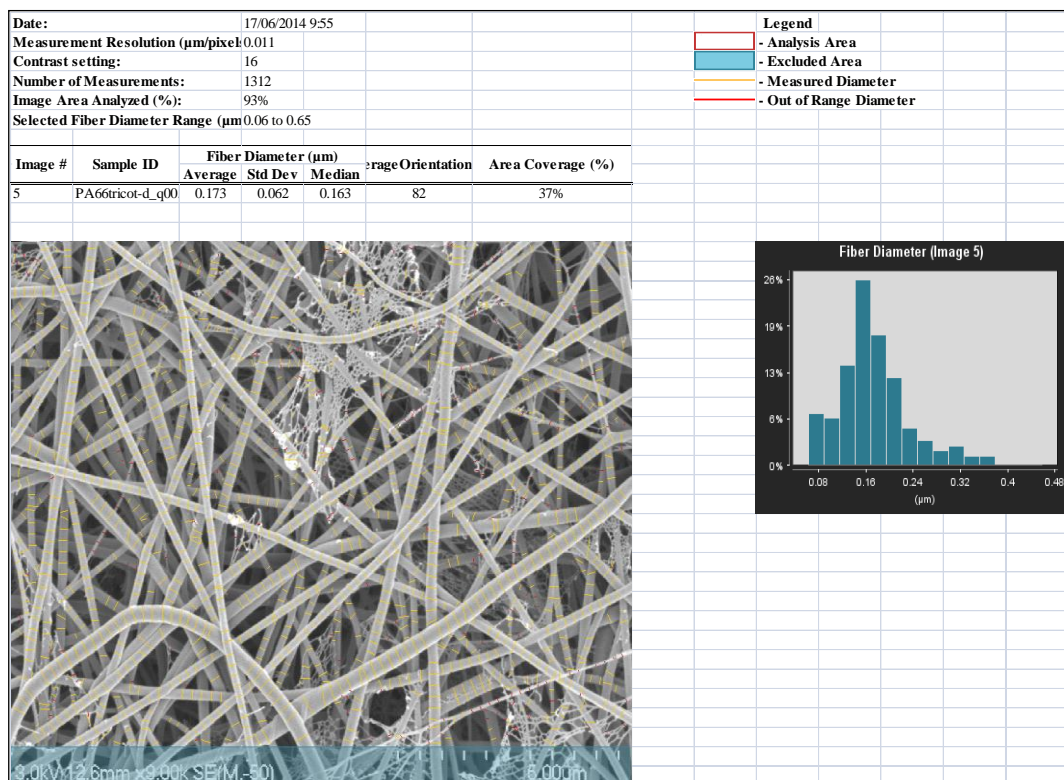 Date: 17/06/2014 9:55
Measurement Resolution (µm/pixel 0.011
Contrast setting: 16
Number of Measurements: 1312
Image Area Analyzed (%): 93%
Selected Fiber Diameter Range (µm 0.06 to 0.65
Legend
- Analysis Area
- Excluded Area
- Measured Diameter
- Out of Range Diameter
Image # Sample ID Fiber Diameter (µm) erageOrientation Area Coverage (%)
Average Std Dev Median
5 PA66tricot-d_q00 0.173 0.062 0.163 82 37%
Fiber Diameter (Image 5)
26%
19%
13%
6%
0%
0.08 0.16 0.24 0.32 0.4 0.48
(µm)
3.0kV 12.6mm x9.00k SE(M,-50) 5.00µm